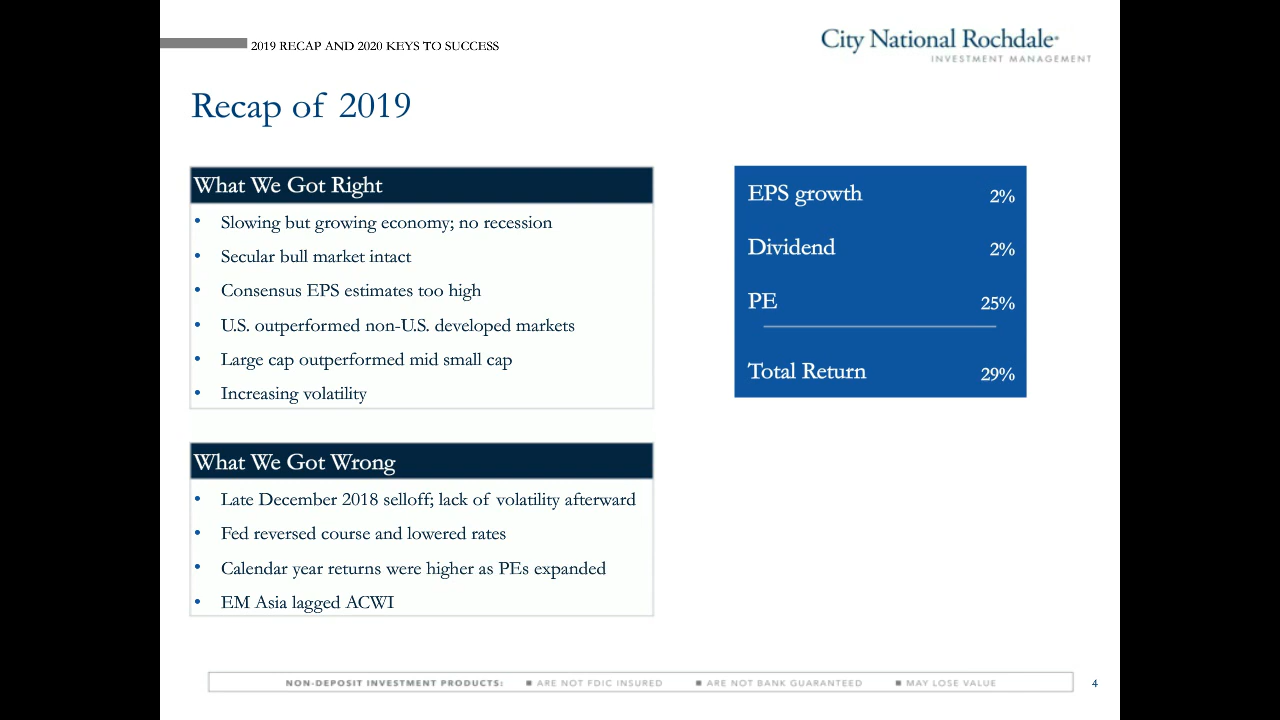 2019 RECAP AND 2020 KEYS TO SUCCESS
City National Rochdale®
INVESTMENT MANAGEMENT
Recap of 2019
What We Got Right
• Slowing but growing economy; no recession
• Secular bull market intact
• Consensus EPS estimates too high
• U.S. outperformed non-U.S. developed markets
• Large cap outperformed mid small cap
• Increasing volatility
What We Got Wrong
• Late December 2018 selloff; lack of volatility afterward
• Fed reversed course and lowered rates
• Calendar year returns were higher as PEs expanded
• EM Asia lagged ACWI
EPS growth 2%
Dividend 2%
PE 25%
Total Return 29%
NON-DEPOSIT INVESTMENT PRODUCTS: ■ ARE NOT FDIC INSURED ■ ARE NOT BANK GUARANTEED ■ MAY LOSE VALUE
4